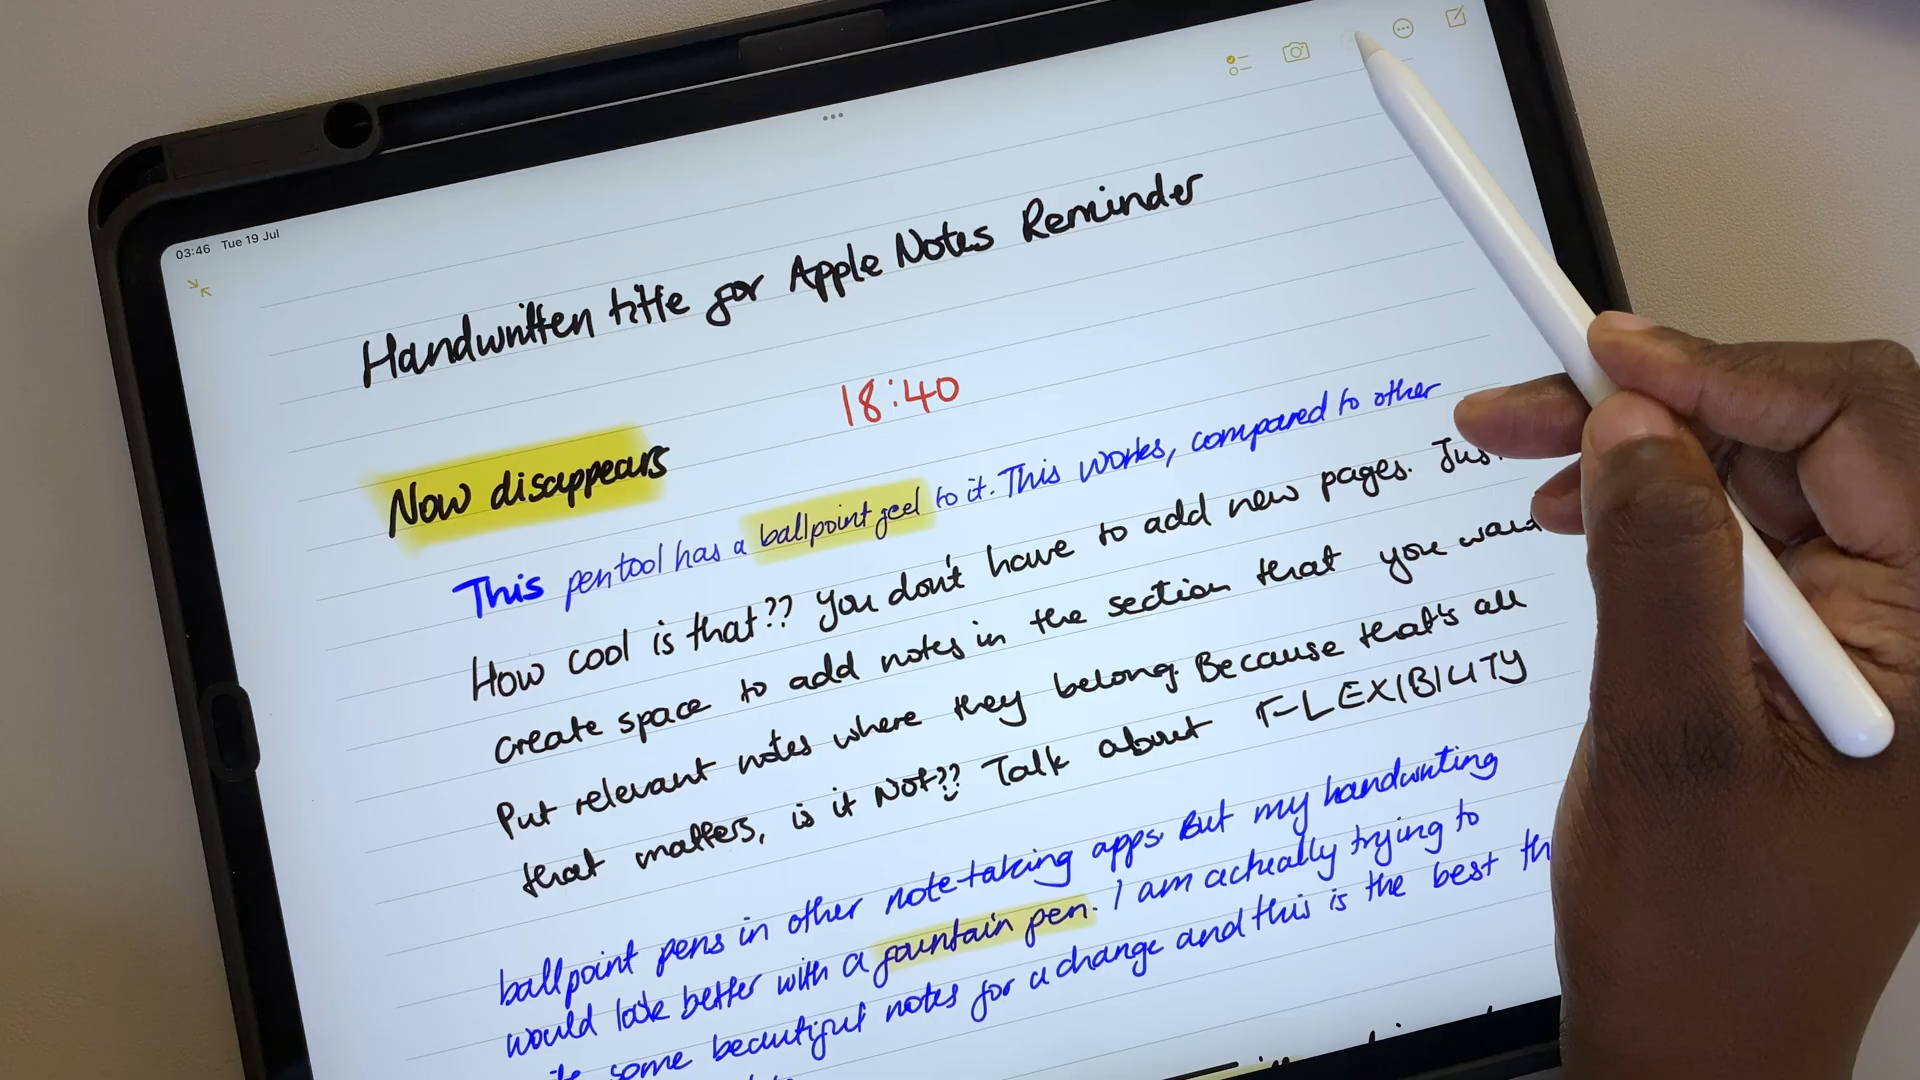 03:46 Tue 19 Jul
Handwritten title for Apple Notes Reminder
18:40
Now disappears
This pen tool has a ballpoint feel to it. This works, compared to other
How cool is that?? You don't have to add new pages.
create space to add notes in the section that you want
Put relevant notes where they belong. Because that's all
that matters, is it Not?? Talk about FLEXIBILITY
ballpoint pens in other note-taking apps. But my handwriting
would look better with a fountain pen. I am actually trying to
some beautiful notes for a change and this is the best